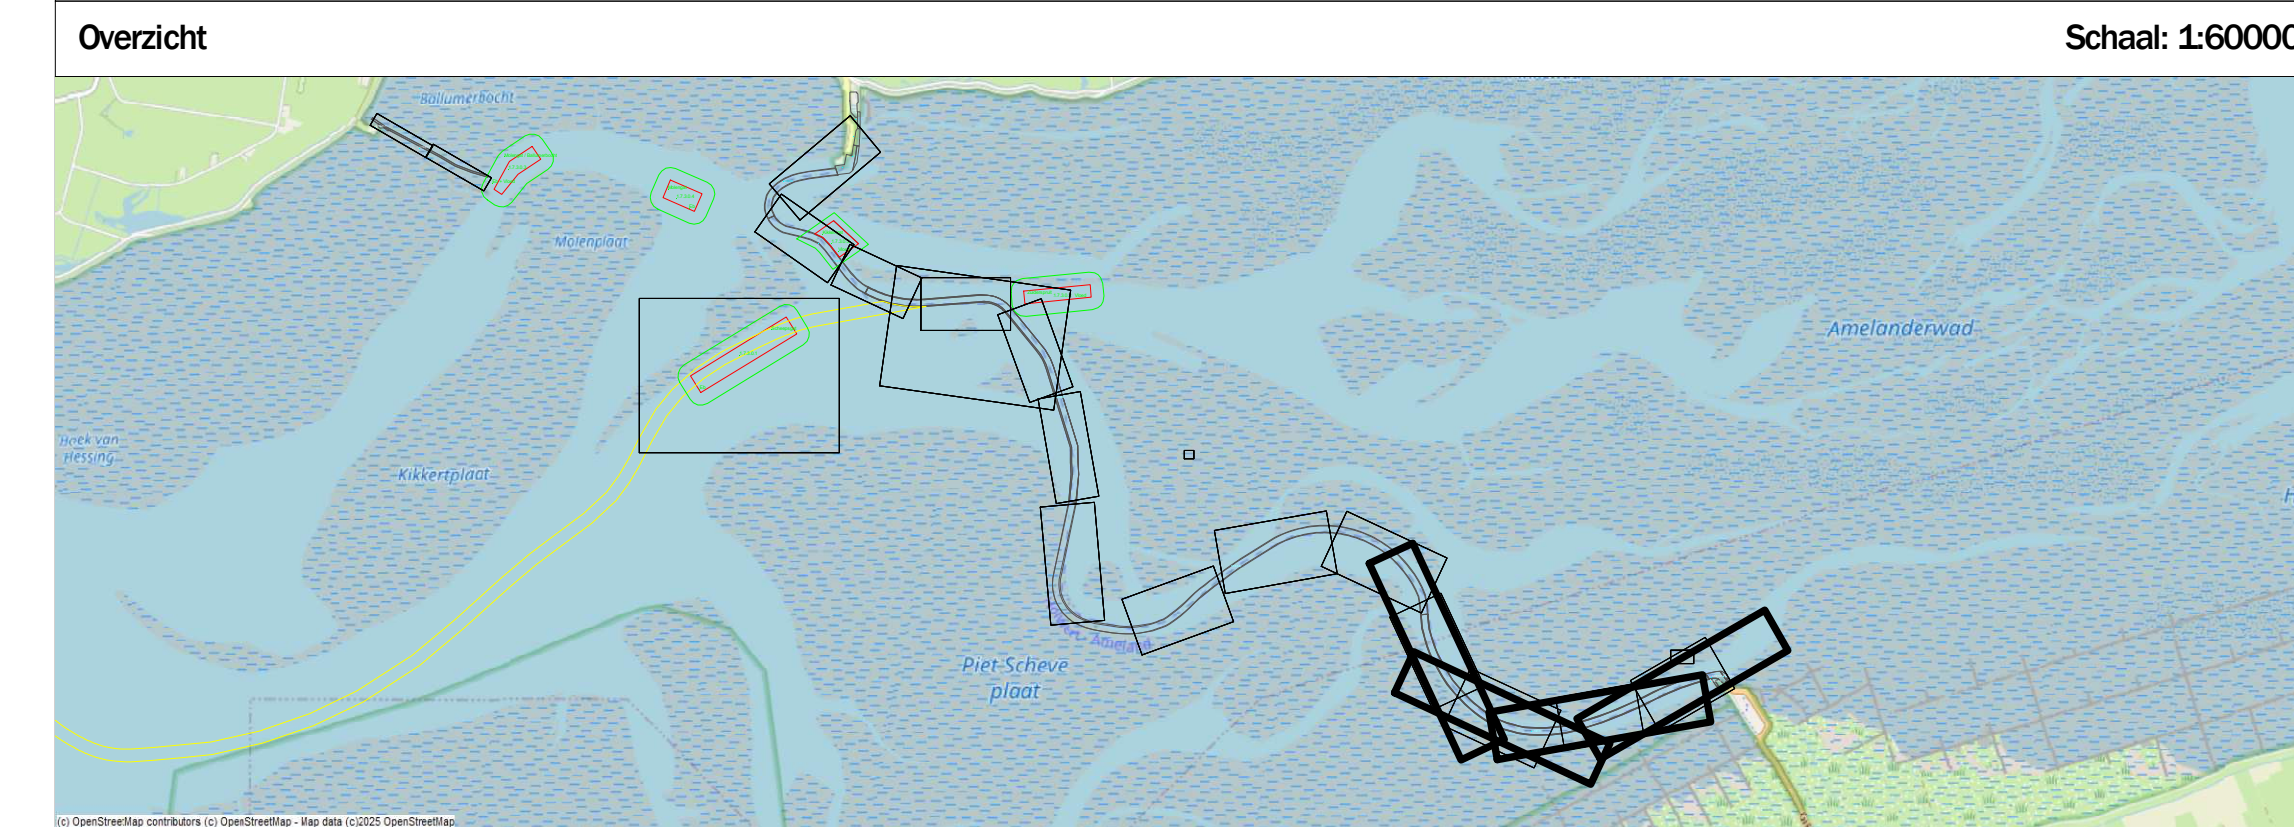 Overzicht
Schaal: 1:60000
Ballumerbocht
Molenplaat
Amelanderwad
Hoek van
Hessing
Kikkertplaat
Piet Scheve
plaat
(c) OpenStreetMap contributors (c) OpenStreetMap - Map data (c)2025 OpenStreetMap